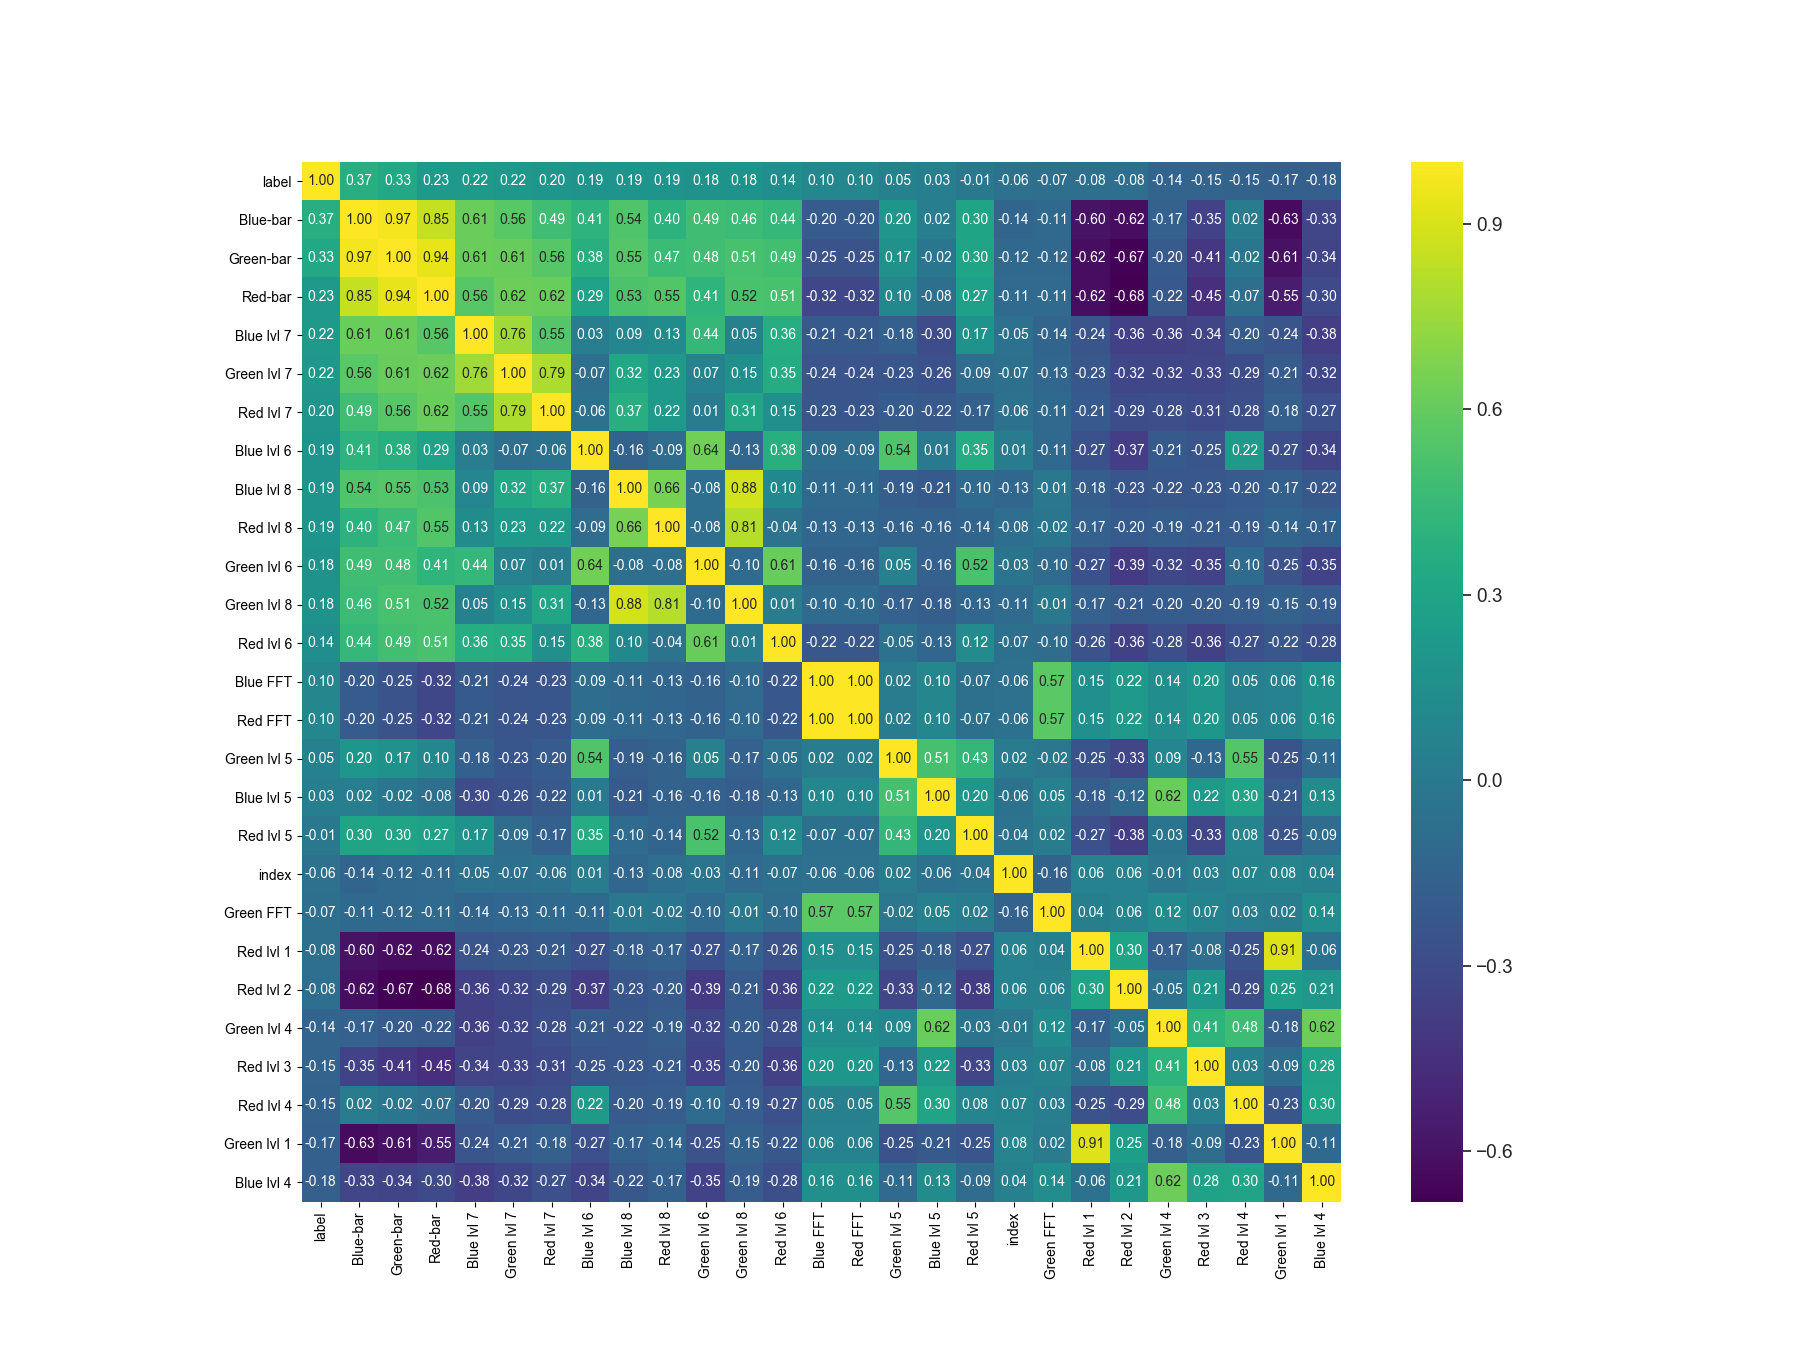 label 1.00 0.37 0.33 0.23 0.22 0.22 0.20 0.19 0.19 0.19 0.18 0.18 0.14 0.10 0.10 0.05 0.03 -0.01 -0.06 -0.07 -0.08 -0.08 -0.14 -0.15 -0.15 -0.17 -0.18
Blue-bar 0.37 1.00 0.97 0.85 0.61 0.56 0.49 0.41 0.54 0.40 0.49 0.46 0.44 -0.20 -0.20 0.20 0.02 0.30 -0.14 -0.11 -0.60 -0.62 -0.17 -0.35 0.02 -0.63 -0.33
0.9
Green-bar 0.33 0.97 1.00 0.94 0.61 0.61 0.56 0.38 0.55 0.47 0.48 0.51 0.49 -0.25 -0.25 0.17 -0.02 0.30 -0.12 -0.12 -0.62 -0.67 -0.20 -0.41 -0.02 -0.61 -0.34
Red-bar 0.23 0.85 0.94 1.00 0.56 0.62 0.62 0.29 0.53 0.55 0.41 0.52 0.51 -0.32 -0.32 0.10 -0.08 0.27 -0.11 -0.11 -0.62 -0.68 -0.22 -0.45 -0.07 -0.55 -0.30
Blue lvl 7 0.22 0.61 0.61 0.56 1.00 0.76 0.55 0.03 0.09 0.13 0.44 0.05 0.36 -0.21 -0.21 -0.18 -0.30 0.17 -0.05 -0.14 -0.24 -0.36 -0.36 -0.34 -0.20 -0.24 -0.38
Green lvl 7 0.22 0.56 0.61 0.62 0.76 1.00 0.79 -0.07 0.32 0.23 0.07 0.15 0.35 -0.24 -0.24 -0.23 -0.26 -0.09 -0.07 -0.13 -0.23 -0.32 -0.32 -0.33 -0.29 -0.21 -0.32
Red lvl 7 0.20 0.49 0.56 0.62 0.55 0.79 1.00 -0.06 0.37 0.22 0.01 0.31 0.15 -0.23 -0.23 -0.20 -0.22 -0.17 -0.06 -0.11 -0.21 -0.29 -0.28 -0.31 -0.28 -0.18 -0.27
0.6
Blue lvl 6 0.19 0.41 0.38 0.29 0.03 -0.07 -0.06 1.00 -0.16 -0.09 0.64 -0.13 0.38 -0.09 -0.09 0.54 0.01 0.35 0.01 -0.11 -0.27 -0.37 -0.21 -0.25 0.22 -0.27 -0.34
Blue lvl 8 0.19 0.54 0.55 0.53 0.09 0.32 0.37 -0.16 1.00 0.66 -0.08 0.88 0.10 -0.11 -0.11 -0.19 -0.21 -0.10 -0.13 -0.01 -0.18 -0.23 -0.22 -0.23 -0.20 -0.17 -0.22
Red lvl 8 0.19 0.40 0.47 0.55 0.13 0.23 0.22 -0.09 0.66 1.00 -0.08 0.81 -0.04 -0.13 -0.13 -0.16 -0.16 -0.14 -0.08 -0.02 -0.17 -0.20 -0.19 -0.21 -0.19 -0.14 -0.17
Green lvl 6 0.18 0.49 0.48 0.41 0.44 0.07 0.01 0.64 -0.08 -0.08 1.00 -0.10 0.61 -0.16 -0.16 0.05 -0.16 0.52 -0.03 -0.10 -0.27 -0.39 -0.32 -0.35 -0.10 -0.25 -0.35
0.3
Green lvl 8 0.18 0.46 0.51 0.52 0.05 0.15 0.31 -0.13 0.88 0.81 -0.10 1.00 0.01 -0.10 -0.10 -0.17 -0.18 -0.13 -0.11 -0.01 -0.17 -0.21 -0.20 -0.20 -0.19 -0.15 -0.19
Red lvl 6 0.14 0.44 0.49 0.51 0.36 0.35 0.15 0.38 0.10 -0.04 0.61 0.01 1.00 -0.22 -0.22 -0.05 -0.13 0.12 -0.07 -0.10 -0.26 -0.36 -0.28 -0.36 -0.27 -0.22 -0.28
Blue FFT 0.10 -0.20 -0.25 -0.32 -0.21 -0.24 -0.23 -0.09 -0.11 -0.13 -0.16 -0.10 -0.22 1.00 1.00 0.02 0.10 -0.07 -0.06 0.57 0.15 0.22 0.14 0.20 0.05 0.06 0.16
Red FFT 0.10 -0.20 -0.25 -0.32 -0.21 -0.24 -0.23 -0.09 -0.11 -0.13 -0.16 -0.10 -0.22 1.00 1.00 0.02 0.10 -0.07 -0.06 0.57 0.15 0.22 0.14 0.20 0.05 0.06 0.16
Green lvl 5 0.05 0.20 0.17 0.10 -0.18 -0.23 -0.20 0.54 -0.19 -0.16 0.05 -0.17 -0.05 0.02 0.02 1.00 0.51 0.43 0.02 -0.02 -0.25 -0.33 0.09 -0.13 0.55 -0.25 -0.11
0.0
Blue lvl 5 0.03 0.02 -0.02 -0.08 -0.30 -0.26 -0.22 0.01 -0.21 -0.16 -0.16 -0.18 -0.13 0.10 0.10 0.51 1.00 0.20 -0.06 0.05 -0.18 -0.12 0.62 0.22 0.30 -0.21 0.13
Red lvl 5 -0.01 0.30 0.30 0.27 0.17 -0.09 -0.17 0.35 -0.10 -0.14 0.52 -0.13 0.12 -0.07 -0.07 0.43 0.20 1.00 -0.04 0.02 -0.27 -0.38 -0.03 -0.33 0.08 -0.25 -0.09
index -0.06 -0.14 -0.12 -0.11 -0.05 -0.07 -0.06 0.01 -0.13 -0.08 -0.03 -0.11 -0.07 -0.06 -0.06 0.02 -0.06 -0.04 1.00 -0.16 0.06 0.06 -0.01 0.03 0.07 0.08 0.04
Green FFT -0.07 -0.11 -0.12 -0.11 -0.14 -0.13 -0.11 -0.11 -0.01 -0.02 -0.10 -0.01 -0.10 0.57 0.57 -0.02 0.05 0.02 -0.16 1.00 0.04 0.06 0.12 0.07 0.03 0.02 0.14
Red lvl 1 -0.08 -0.60 -0.62 -0.62 -0.24 -0.23 -0.21 -0.27 -0.18 -0.17 -0.27 -0.17 -0.26 0.15 0.15 -0.25 -0.18 -0.27 0.06 0.04 1.00 0.30 -0.17 -0.08 -0.25 0.91 -0.06
−0.3
Red lvl 2 -0.08 -0.62 -0.67 -0.68 -0.36 -0.32 -0.29 -0.37 -0.23 -0.20 -0.39 -0.21 -0.36 0.22 0.22 -0.33 -0.12 -0.38 0.06 0.06 0.30 1.00 -0.05 0.21 -0.29 0.25 0.21
Green lvl 4 -0.14 -0.17 -0.20 -0.22 -0.36 -0.32 -0.28 -0.21 -0.22 -0.19 -0.32 -0.20 -0.28 0.14 0.14 0.09 0.62 -0.03 -0.01 0.12 -0.17 -0.05 1.00 0.41 0.48 -0.18 0.62
Red lvl 3 -0.15 -0.35 -0.41 -0.45 -0.34 -0.33 -0.31 -0.25 -0.23 -0.21 -0.35 -0.20 -0.36 0.20 0.20 -0.13 0.22 -0.33 0.03 0.07 -0.08 0.21 0.41 1.00 0.03 -0.09 0.28
Red lvl 4 -0.15 0.02 -0.02 -0.07 -0.20 -0.29 -0.28 0.22 -0.20 -0.19 -0.10 -0.19 -0.27 0.05 0.05 0.55 0.30 0.08 0.07 0.03 -0.25 -0.29 0.48 0.03 1.00 -0.23 0.30
Green lvl 1 -0.17 -0.63 -0.61 -0.55 -0.24 -0.21 -0.18 -0.27 -0.17 -0.14 -0.25 -0.15 -0.22 0.06 0.06 -0.25 -0.21 -0.25 0.08 0.02 0.91 0.25 -0.18 -0.09 -0.23 1.00 -0.11
−0.6
Blue lvl 4 -0.18 -0.33 -0.34 -0.30 -0.38 -0.32 -0.27 -0.34 -0.22 -0.17 -0.35 -0.19 -0.28 0.16 0.16 -0.11 0.13 -0.09 0.04 0.14 -0.06 0.21 0.62 0.28 0.30 -0.11 1.00
label Blue-bar Green-bar Red-bar Blue lvl 7 Green lvl 7 Red lvl 7 Blue lvl 6 Blue lvl 8 Red lvl 8 Green lvl 6 Green lvl 8 Red lvl 6 Blue FFT Red FFT Green lvl 5 Blue lvl 5 Red lvl 5 index Green FFT Red lvl 1 Red lvl 2 Green lvl 4 Red lvl 3 Red lvl 4 Green lvl 1 Blue lvl 4